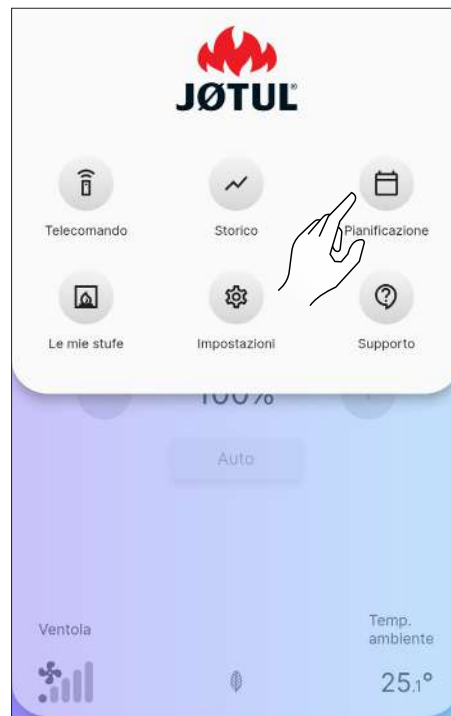 JØTUL®
Telecomando Storico Pianificazione
Le mie stufe Impostazioni Supporto
100%
Auto
Ventola
Temp.
ambiente
25.1°